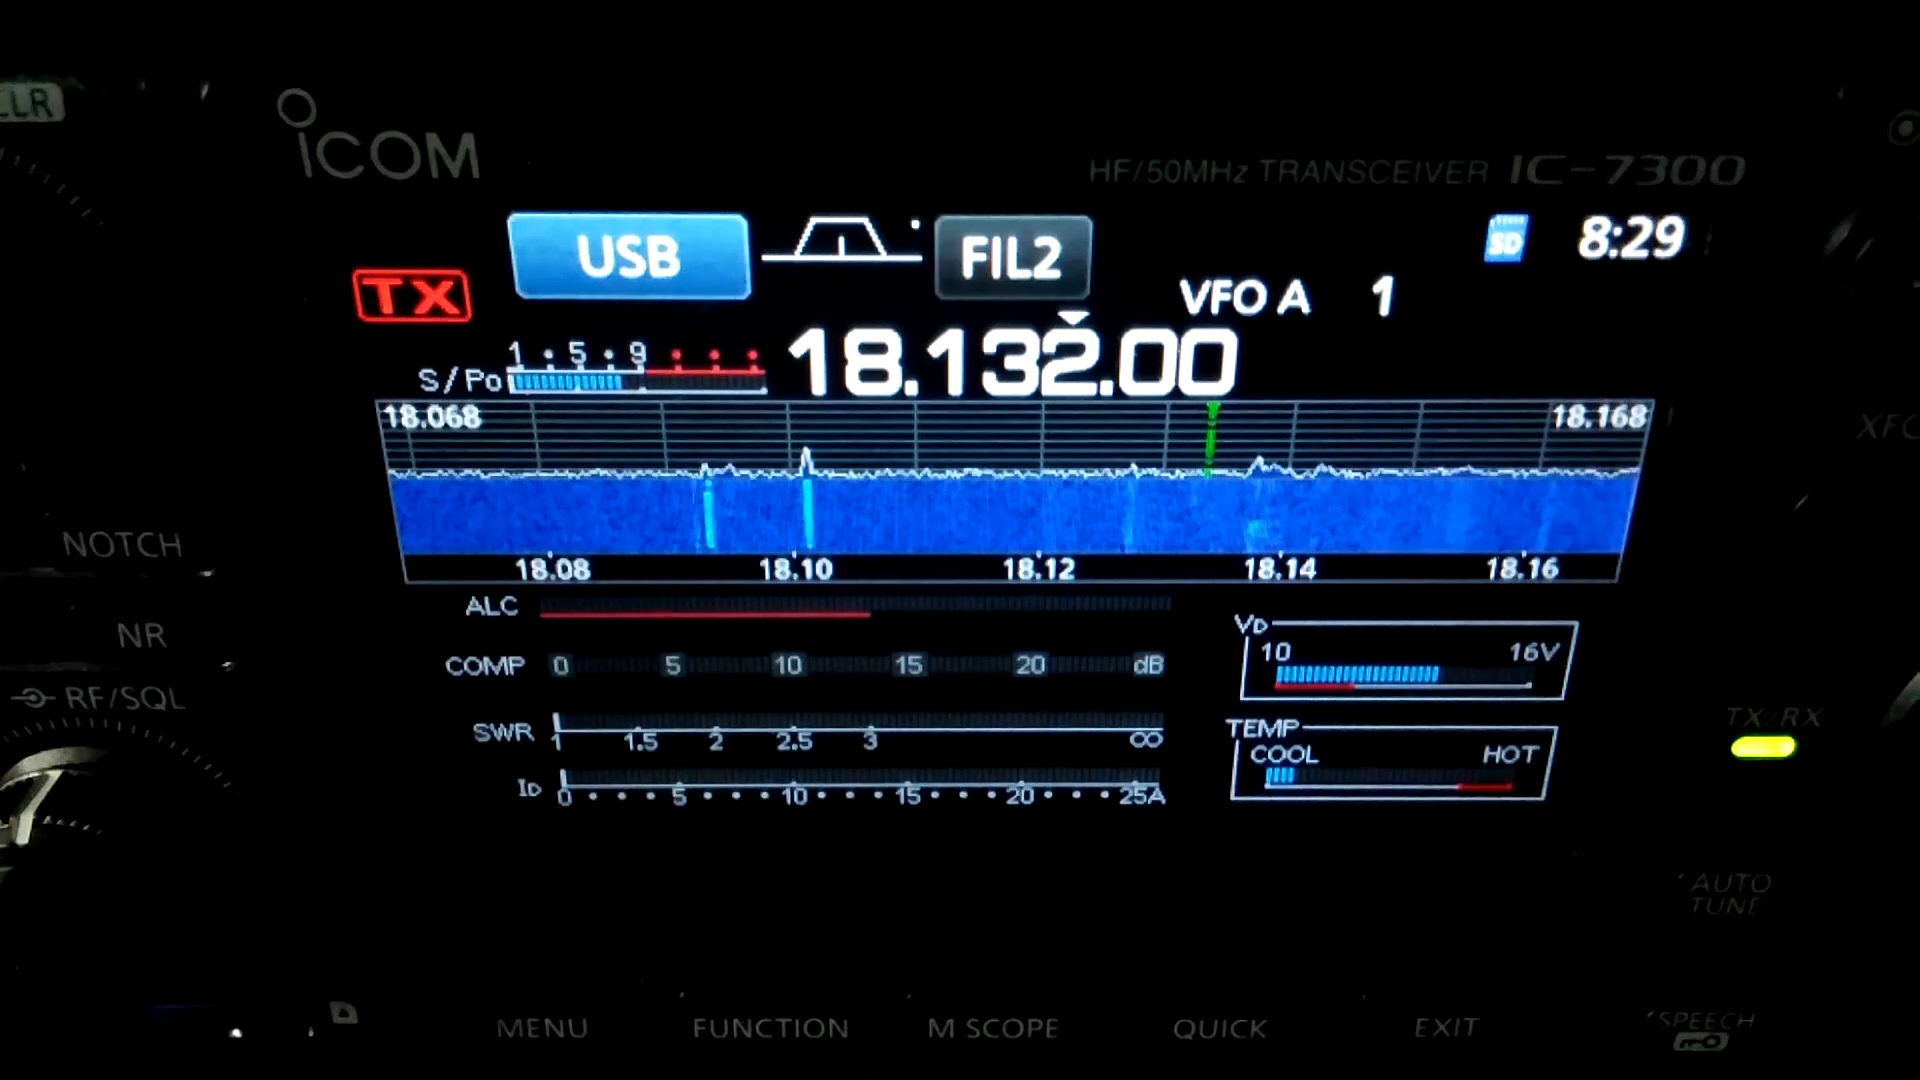 CLR
ICOM
HF/50MHz TRANSCEIVER IC-7300
USB
FIL2
SD
8:29
TX
VFO A 1
1 • 5 • 9
S/Po
18.132.00
18.068
18.168
18.08 18.10 18.12 18.14 18.16
ALC
COMP 0 5 10 15 20 dB
SWR 1 1.5 2 2.5 3 ∞
ID 0 5 10 15 20 25A
VD
10 16V
TEMP
COOL HOT
NOTCH
NR
RF/SQL
XFC
TX/RX
AUTO
TUNE
MENU FUNCTION M SCOPE QUICK EXIT SPEECH